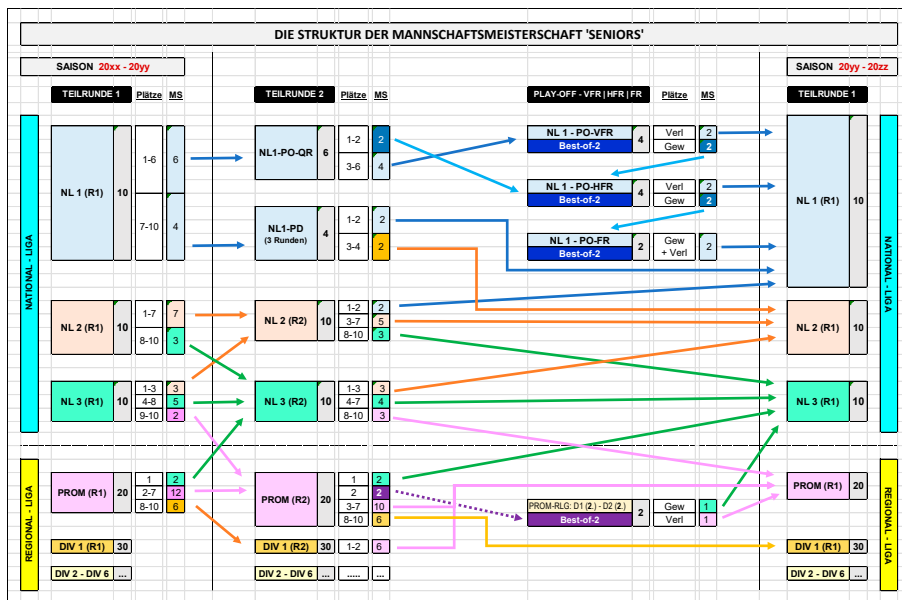 DIE STRUKTUR DER MANNSCHAFTSMEISTERSCHAFT 'SENIORS'
SAISON 20xx - 20yy
SAISON 20yy - 20zz
TEILRUNDE 1 Plätze MS
TEILRUNDE 2 Plätze MS
PLAY-OFF - VFR | HFR | FR Plätze MS
TEILRUNDE 1
NATIONAL - LIGA
NL 1 (R1) 10
1-6 6
7-10 4
NL1-PO-QR 6
1-2 2
3-6 4
NL1-PD
(3 Runden)
4
1-2 2
3-4 2
NL 1 - PO-VFR
Best-of-2
4
Verl 2
Gew 2
NL 1 - PO-HFR
Best-of-2
4
Verl 2
Gew 2
NL 1 - PO-FR
Best-of-2
2
Gew
+ Verl
2
NL 1 (R1) 10
NATIONAL - LIGA
NL 2 (R1) 10
1-7 7
8-10 3
NL 2 (R2) 10
1-2 2
3-7 5
8-10 3
NL 2 (R1) 10
NL 3 (R1) 10
1-3 3
4-8 5
9-10 2
NL 3 (R2) 10
1-3 3
4-7 4
8-10 3
NL 3 (R1) 10
REGIONAL - LIGA
PROM (R1) 20
1 2
2-7 12
8-10 6
PROM (R2) 20
1 2
2 2
3-7 10
8-10 6
PROM-RLG: D1 (2.) - D2 (2.)
Best-of-2
2
Gew 1
Verl 1
PROM (R1) 20
REGIONAL - LIGA
DIV 1 (R1) 30
DIV 1 (R2) 30 1-2 6
DIV 1 (R1) 30
DIV 2 - DIV 6 ...
DIV 2 - DIV 6 ... ..... ...
DIV 2 - DIV 6 ...